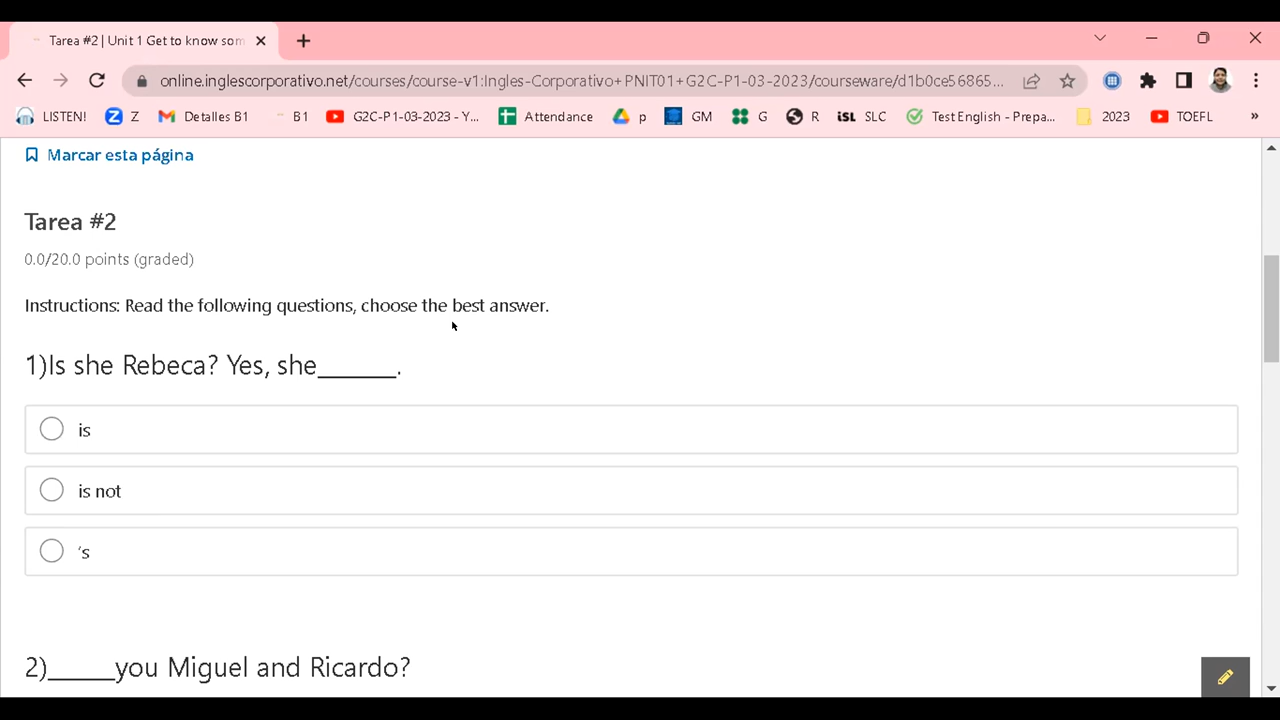 Tarea #2 | Unit 1 Get to know som
online.inglescorporativo.net/courses/course-v1:Ingles-Corporativo+PNIT01+G2C-P1-03-2023/courseware/d1b0ce56865...
LISTEN! Z Detalles B1 B1 G2C-P1-03-2023 - Y... Attendance p GM G R iSL SLC Test English - Prepa... 2023 TOEFL »
Marcar esta página
Tarea #2
0.0/20.0 points (graded)
Instructions: Read the following questions, choose the best answer.
1)Is she Rebeca? Yes, she_______.
is
is not
's
2)______you Miguel and Ricardo?